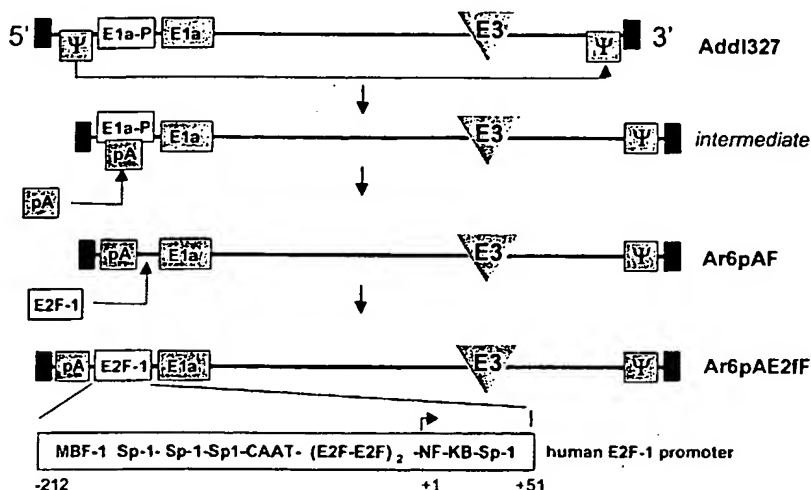 5' E1a-P E1a E3 3'
Ψ Ψ Addl327
E1a-P E1a E3 Ψ intermediate
pA
pA
pA E1a E3 Ψ Ar6pAF
E2F-1
pA E2F-1 E1a E3 Ψ Ar6pAE2fF
MBF-1 Sp-1- Sp-1-Sp1-CAAT- (E2F-E2F)2 -NF-KB-Sp-1 human E2F-1 promoter
-212 +1 +51